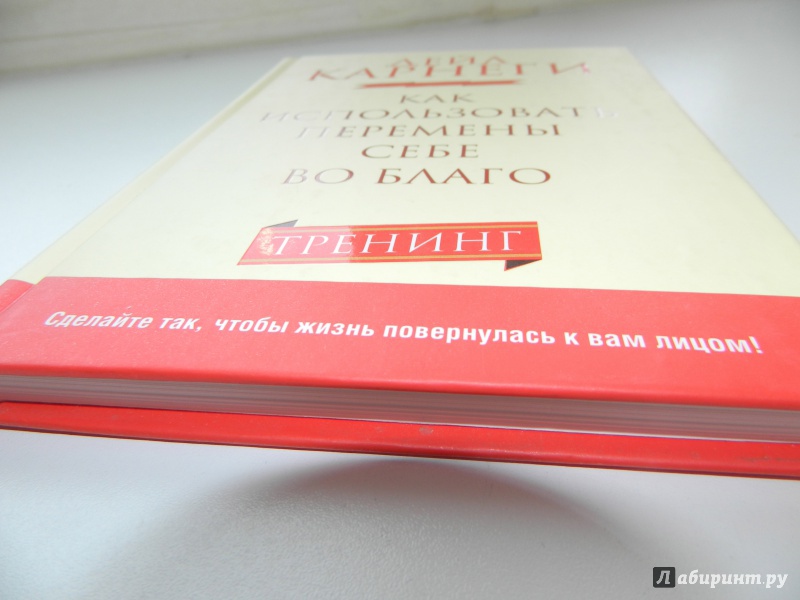 КАРНЕГИ
КАК
ИСПОЛЬЗОВАТЬ
ПЕРЕМЕНЫ
СЕБЕ
ВО БЛАГО
ТРЕНИНГ
Сделайте так, чтобы жизнь повернулась к вам лицом!
Лабиринт.ру